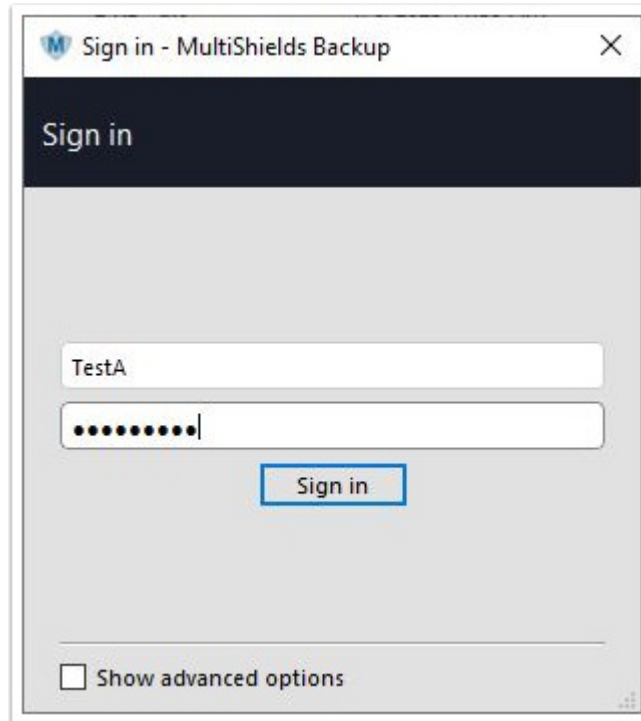 Sign in - MultiShields Backup
Sign in
TestA
●●●●●●●●●
Sign in
Show advanced options